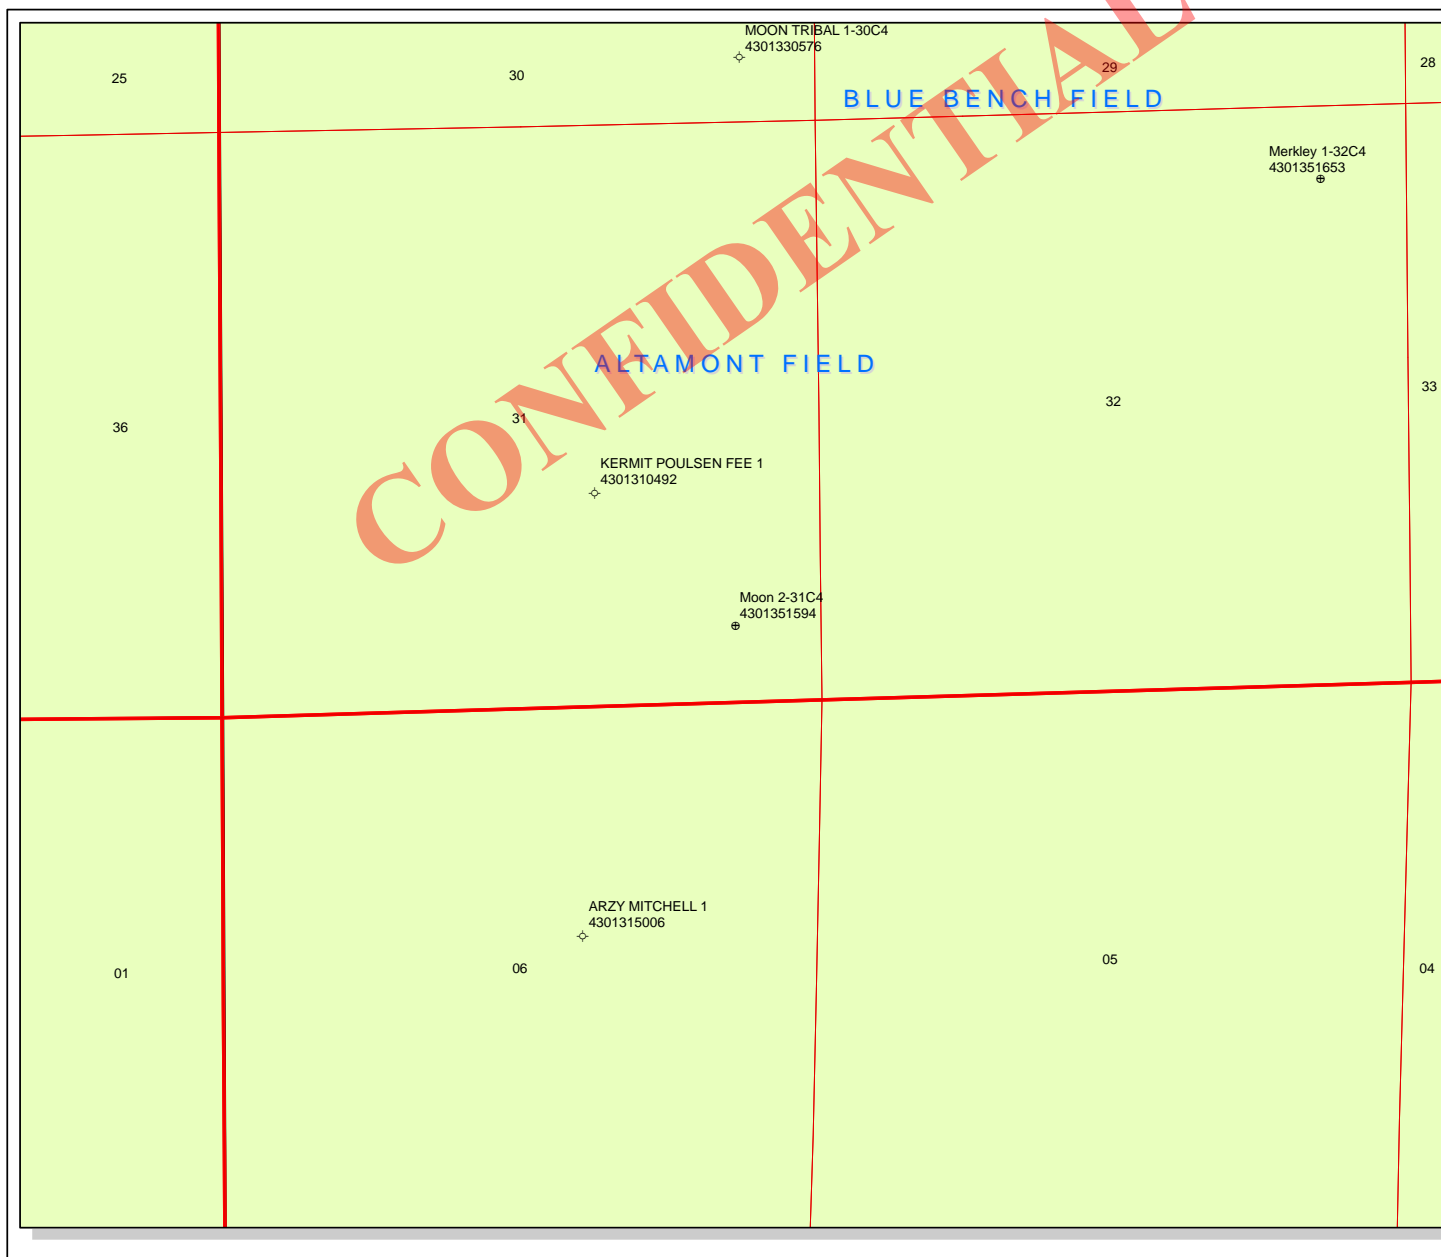 MOON TRIBAL 1-30C4
4301330576
25
30
29
28
BLUE BENCH FIELD
Merkley 1-32C4
4301351653
CONFIDENTIAL
ALTAMONT FIELD
36
31
32
33
KERMIT POULSEN FEE 1
4301310492
Moon 2-31C4
4301351594
ARZY MITCHELL 1
4301315006
01
06
05
04